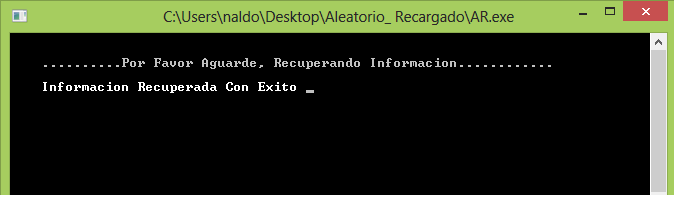 C:\Users\naldo\Desktop\Aleatorio_ Recargado\AR.exe
..........Por Favor Aguarde, Recuperando Informacion............
Informacion Recuperada Con Exito _